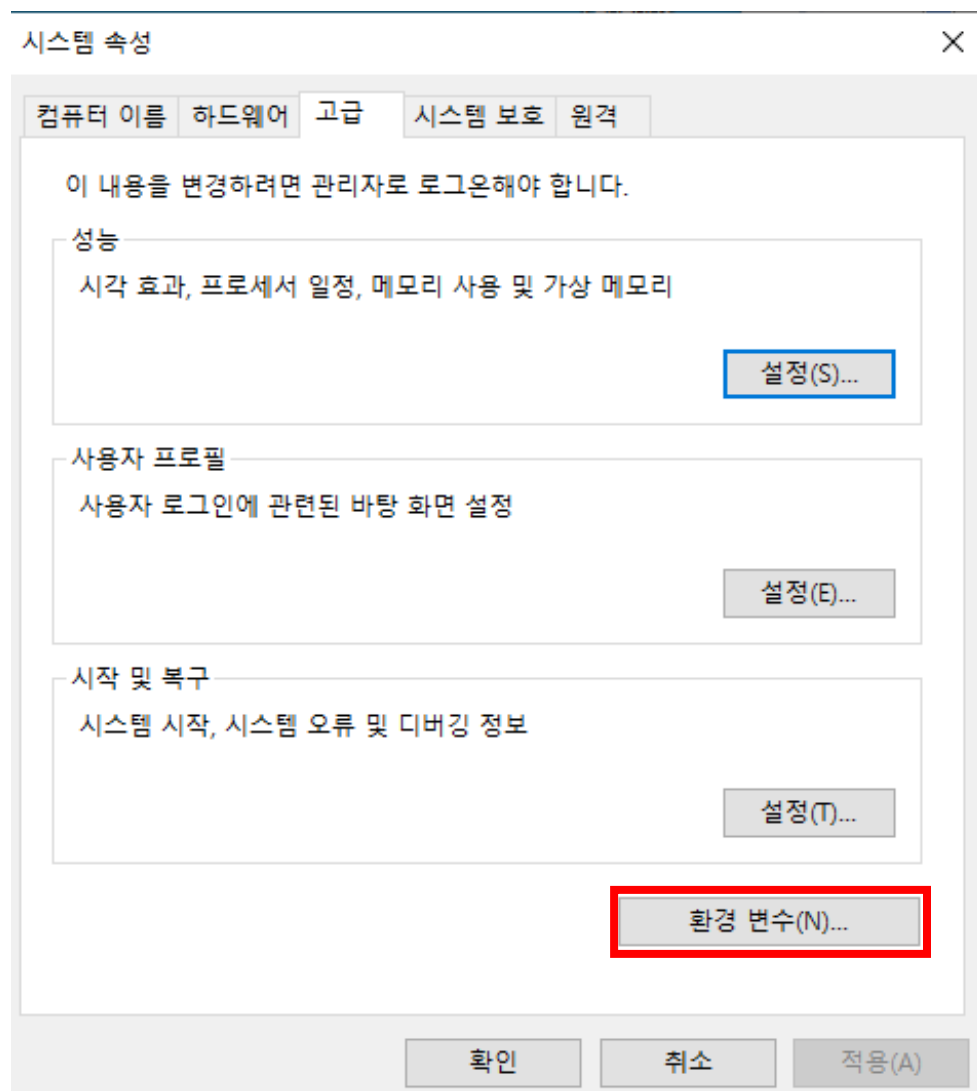 시스템 속성
컴퓨터 이름 하드웨어 고급 시스템 보호 원격
이 내용을 변경하려면 관리자로 로그온해야 합니다.
성능
시각 효과, 프로세서 일정, 메모리 사용 및 가상 메모리
설정(S)...
사용자 프로필
사용자 로그인에 관련된 바탕 화면 설정
설정(E)...
시작 및 복구
시스템 시작, 시스템 오류 및 디버깅 정보
설정(T)...
환경 변수(N)...
확인 취소 적용(A)